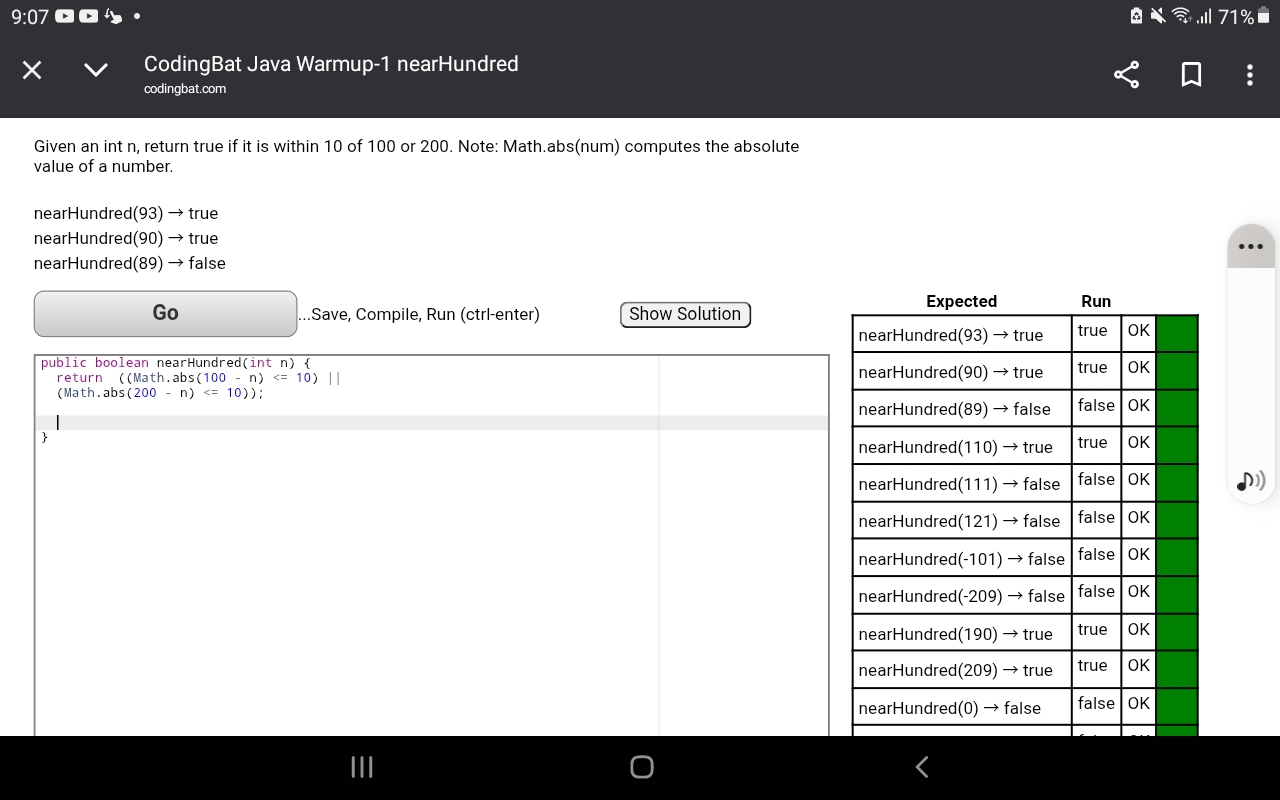 9:07
71%
CodingBat Java Warmup-1 nearHundred
codingbat.com
Given an int n, return true if it is within 10 of 100 or 200. Note: Math.abs(num) computes the absolute
value of a number.
nearHundred(93) → true
nearHundred(90) → true
nearHundred(89) → false
Go
...Save, Compile, Run (ctrl-enter)
Show Solution
public boolean nearHundred(int n) {
  return  ((Math.abs(100 - n) <= 10) ||
  (Math.abs(200 - n) <= 10));
}
Expected Run
nearHundred(93) → true true OK
nearHundred(90) → true true OK
nearHundred(89) → false false OK
nearHundred(110) → true true OK
nearHundred(111) → false false OK
nearHundred(121) → false false OK
nearHundred(-101) → false false OK
nearHundred(-209) → false false OK
nearHundred(190) → true true OK
nearHundred(209) → true true OK
nearHundred(0) → false false OK